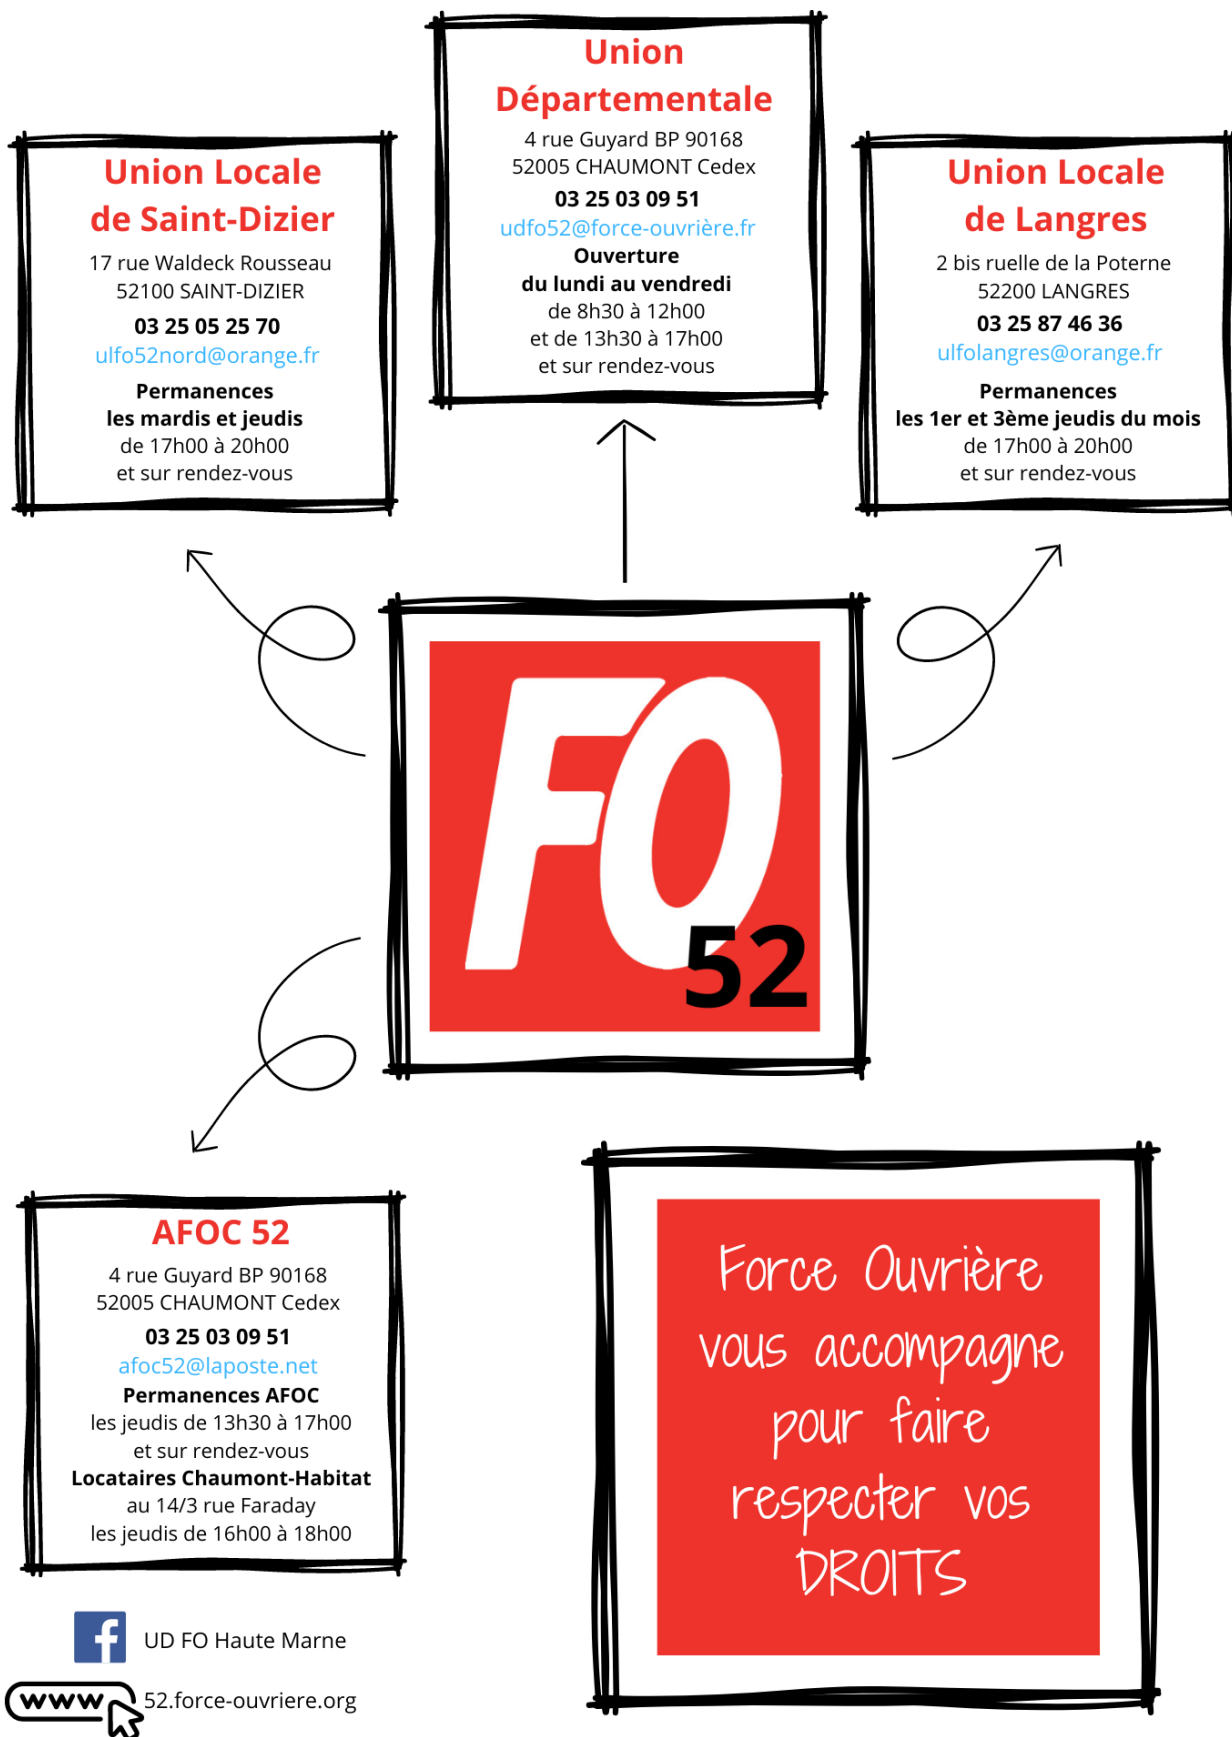 Union
Départementale
4 rue Guyard BP 90168
52005 CHAUMONT Cedex
03 25 03 09 51
udfo52@force-ouvrière.fr
Ouverture
du lundi au vendredi
de 8h30 à 12h00
et de 13h30 à 17h00
et sur rendez-vous
Union Locale
de Saint-Dizier
17 rue Waldeck Rousseau
52100 SAINT-DIZIER
03 25 05 25 70
ulfo52nord@orange.fr
Permanences
les mardis et jeudis
de 17h00 à 20h00
et sur rendez-vous
Union Locale
de Langres
2 bis ruelle de la Poterne
52200 LANGRES
03 25 87 46 36
ulfolangres@orange.fr
Permanences
les 1er et 3ème jeudis du mois
de 17h00 à 20h00
et sur rendez-vous
FO
52
AFOC 52
4 rue Guyard BP 90168
52005 CHAUMONT Cedex
03 25 03 09 51
afoc52@laposte.net
Permanences AFOC
les jeudis de 13h30 à 17h00
et sur rendez-vous
Locataires Chaumont-Habitat
au 14/3 rue Faraday
les jeudis de 16h00 à 18h00
Force Ouvrière
vous accompagne
pour faire
respecter vos
DROITS
f UD FO Haute Marne
www 52.force-ouvriere.org